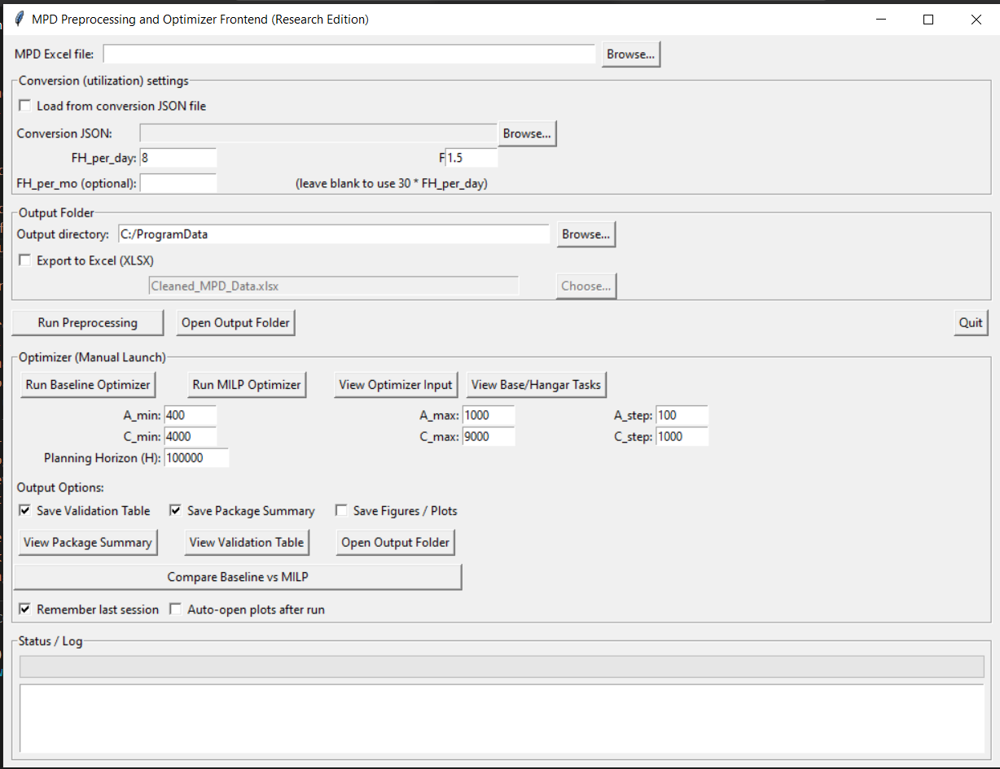 MPD Preprocessing and Optimizer Frontend (Research Edition)
MPD Excel file: Browse...
Conversion (utilization) settings
Load from conversion JSON file
Conversion JSON: Browse...
FH_per_day: 8 F 1.5
FH_per_mo (optional): (leave blank to use 30 * FH_per_day)
Output Folder
Output directory: C:/ProgramData Browse...
Export to Excel (XLSX)
Cleaned_MPD_Data.xlsx Choose...
Run Preprocessing Open Output Folder Quit
Optimizer (Manual Launch)
Run Baseline Optimizer Run MILP Optimizer View Optimizer Input View Base/Hangar Tasks
A_min: 400 A_max: 1000 A_step: 100
C_min: 4000 C_max: 9000 C_step: 1000
Planning Horizon (H): 100000
Output Options:
Save Validation Table Save Package Summary Save Figures / Plots
View Package Summary View Validation Table Open Output Folder
Compare Baseline vs MILP
Remember last session Auto-open plots after run
Status / Log